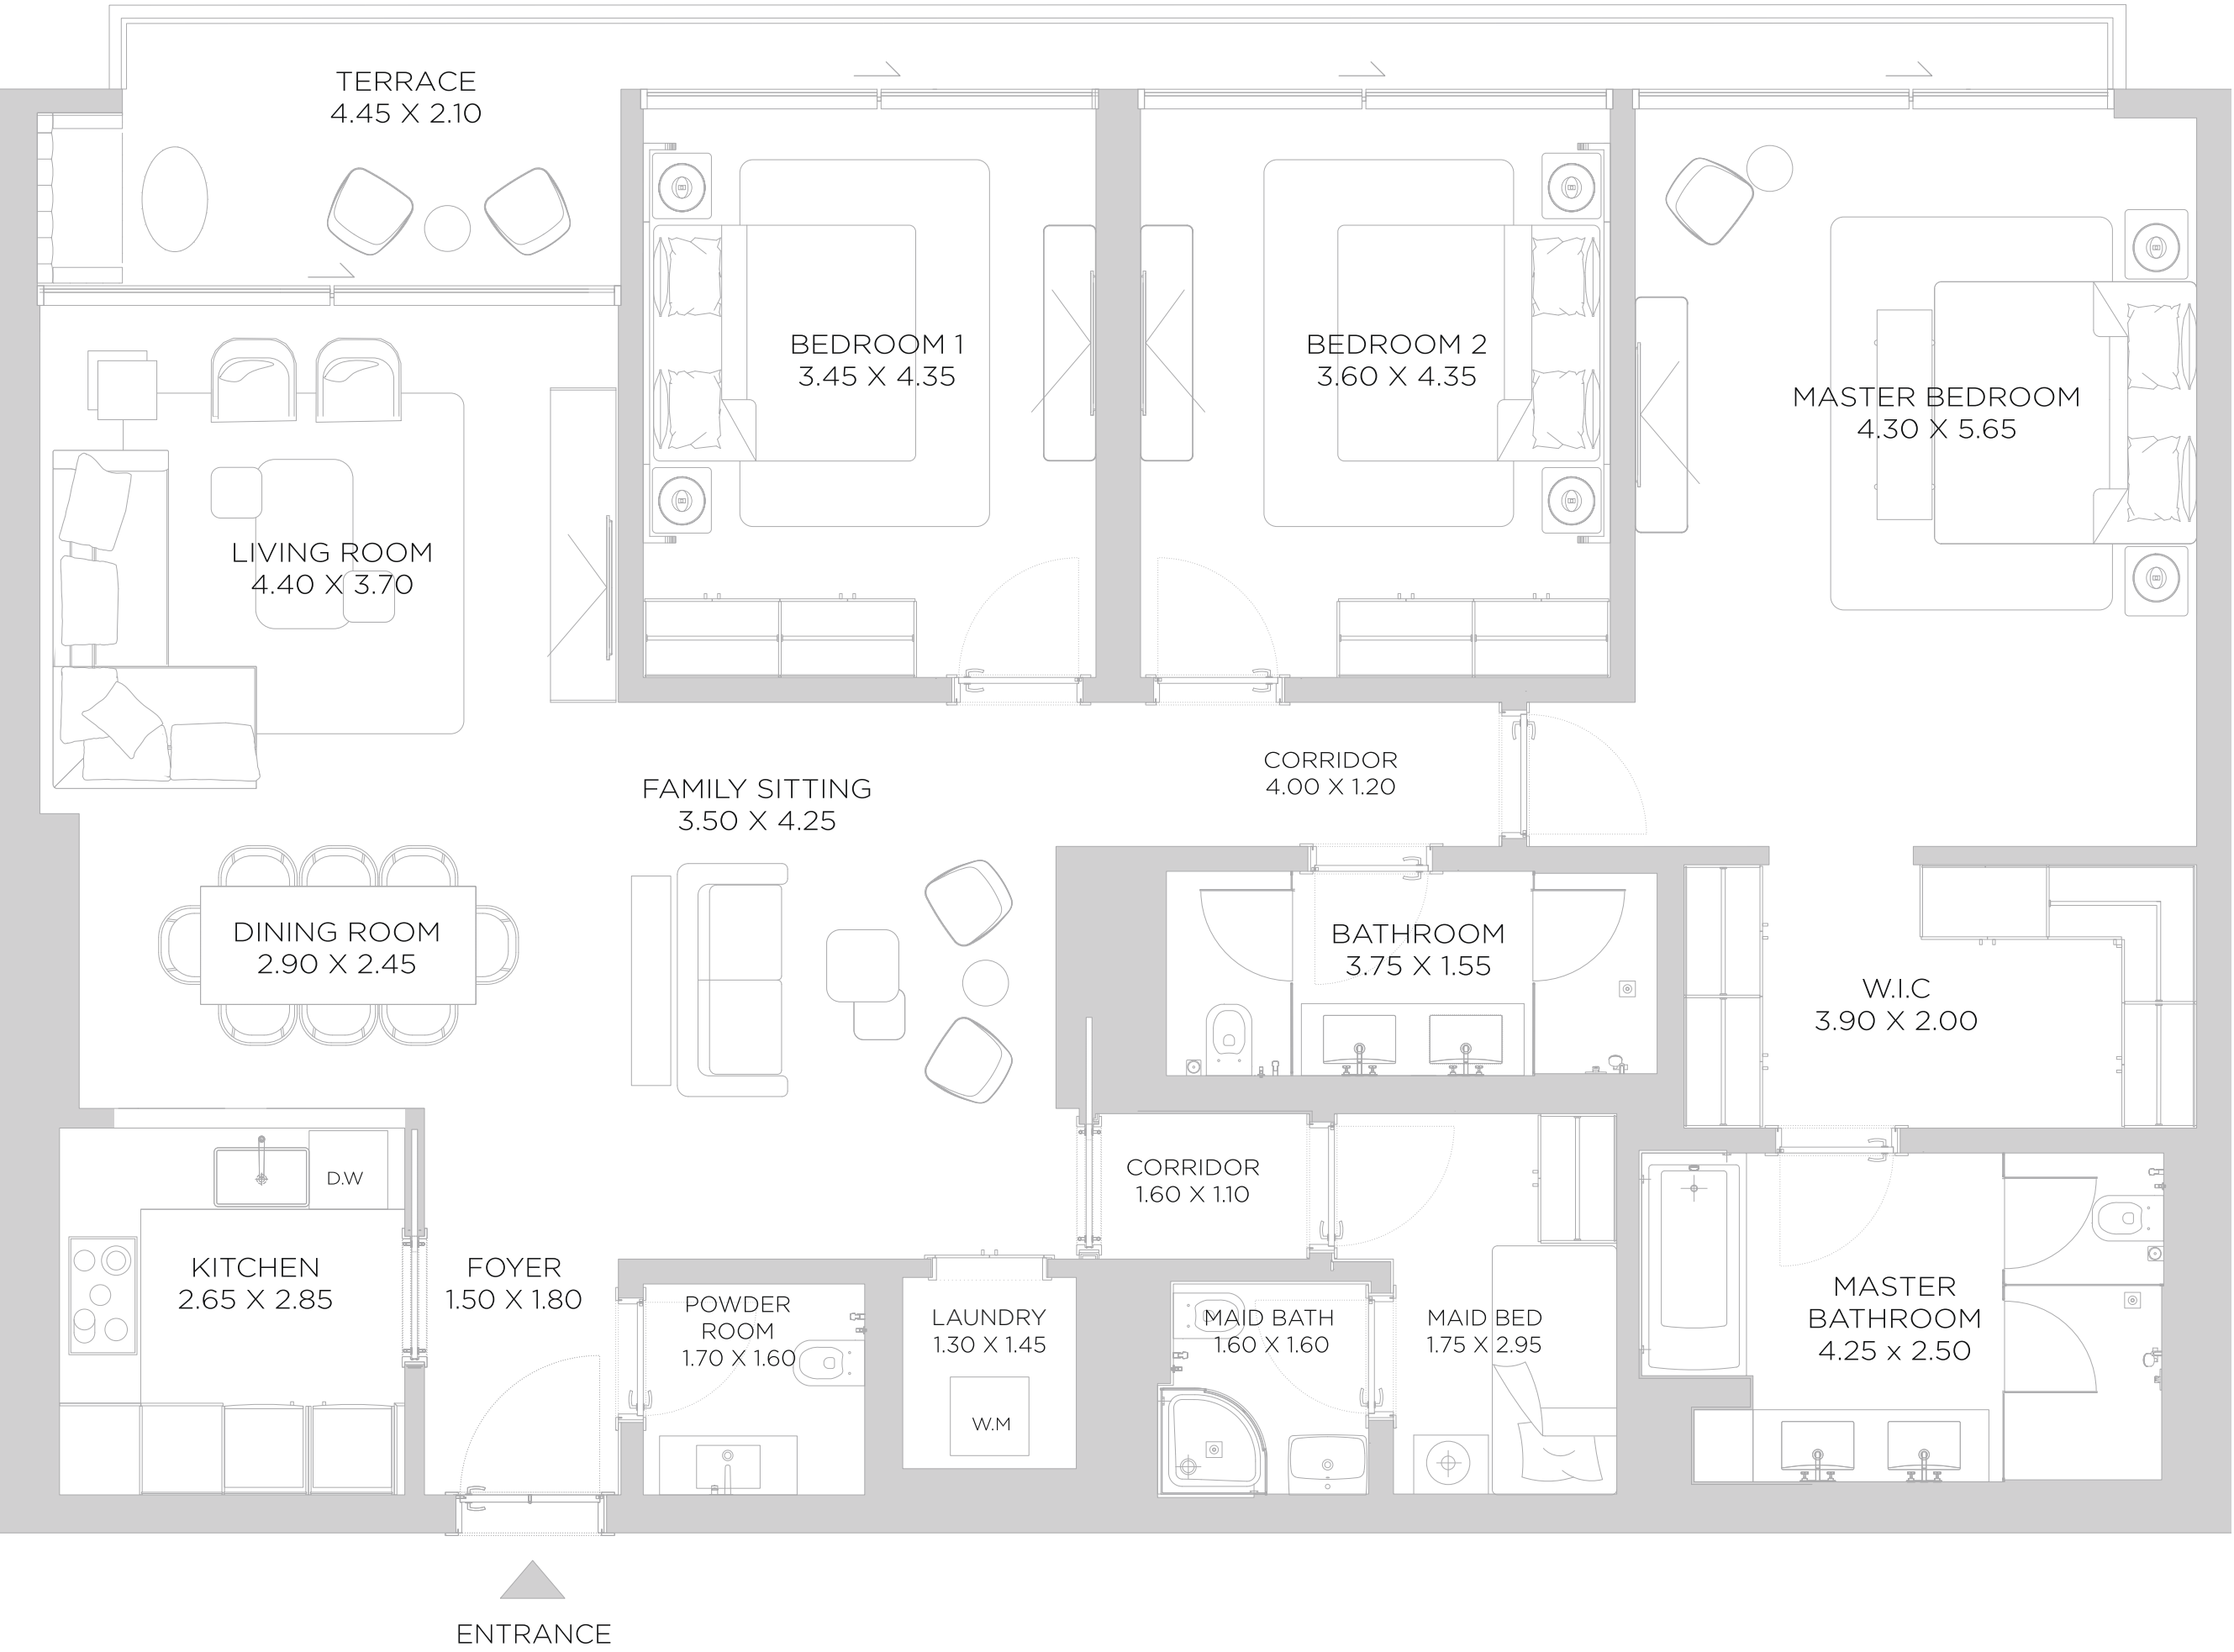 TERRACE
4.45 X 2.10
BEDROOM 1
3.45 X 4.35
BEDROOM 2
3.60 X 4.35
MASTER BEDROOM
4.30 X 5.65
LIVING ROOM
4.40 X 3.70
CORRIDOR
4.00 X 1.20
FAMILY SITTING
3.50 X 4.25
DINING ROOM
2.90 X 2.45
BATHROOM
3.75 X 1.55
W.I.C
3.90 X 2.00
D.W
CORRIDOR
1.60 X 1.10
KITCHEN
2.65 X 2.85
FOYER
1.50 X 1.80
POWDER
ROOM
1.70 X 1.60
LAUNDRY
1.30 X 1.45
W.M
MAID BATH
1.60 X 1.60
MAID BED
1.75 X 2.95
MASTER
BATHROOM
4.25 x 2.50
ENTRANCE